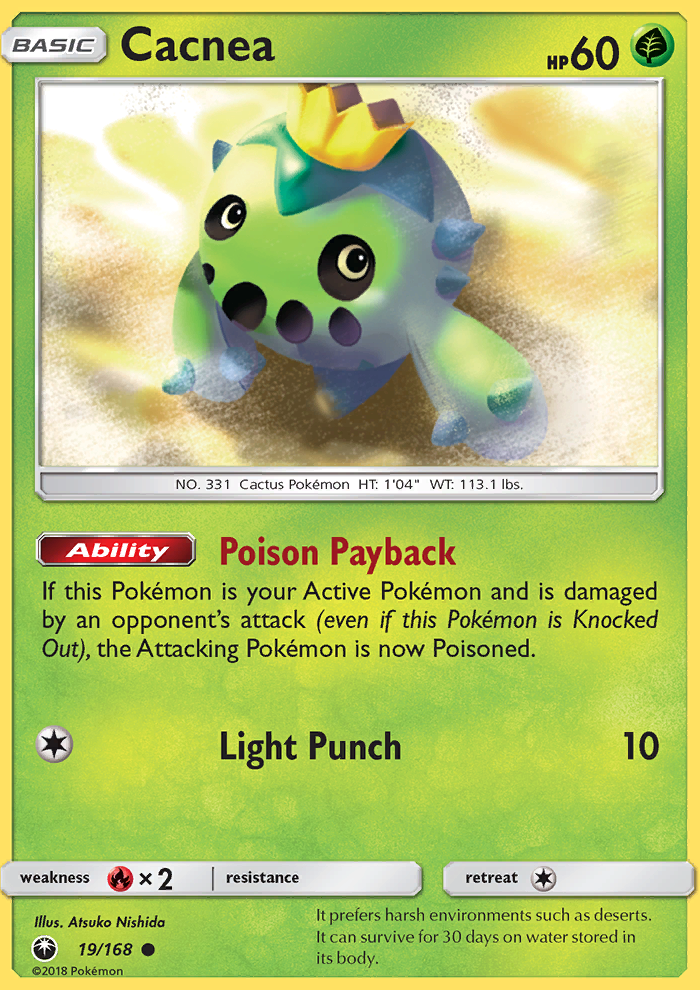 BASIC
Cacnea
HP60
NO. 331 Cactus Pokémon HT: 1'04" WT: 113.1 lbs.
Ability Poison Payback
If this Pokémon is your Active Pokémon and is damaged
by an opponent's attack (even if this Pokémon is Knocked
Out), the Attacking Pokémon is now Poisoned.
Light Punch 10
weakness × 2 resistance retreat
Illus. Atsuko Nishida
19/168
©2018 Pokémon
It prefers harsh environments such as deserts.
It can survive for 30 days on water stored in
its body.